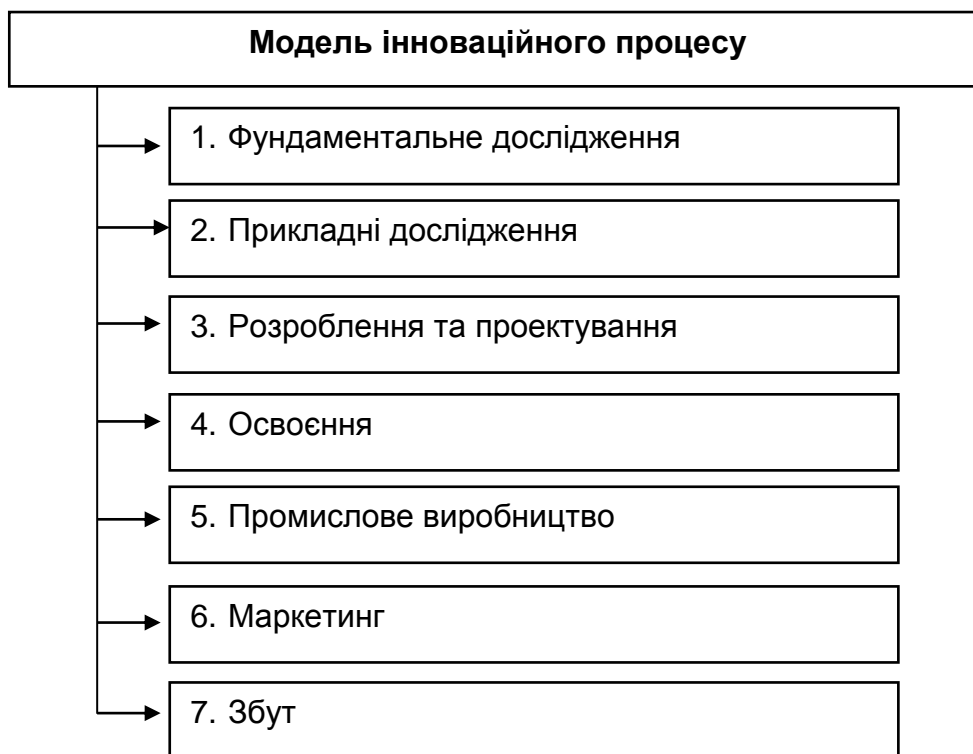 Модель інноваційного процесу
1. Фундаментальне дослідження
2. Прикладні дослідження
3. Розроблення та проектування
4. Освоєння
5. Промислове виробництво
6. Маркетинг
7. Збут